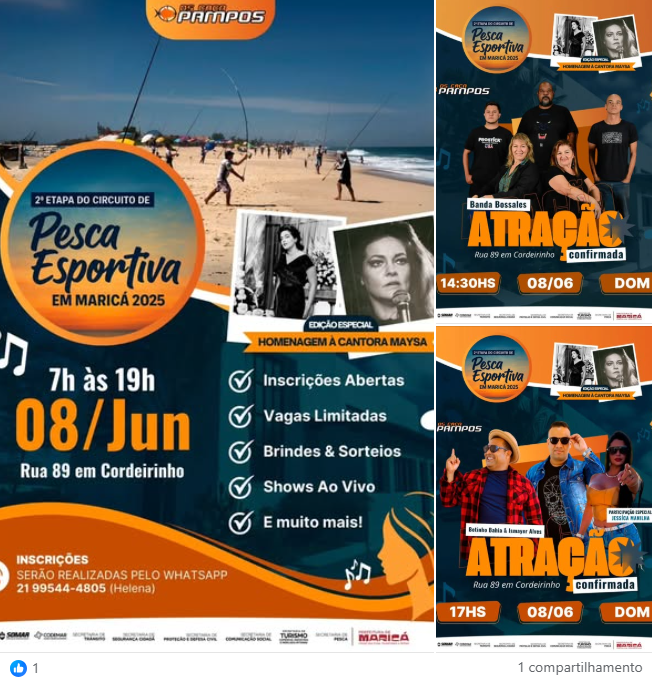 OS CAÇA
PAMPOS
2ª ETAPA DO CIRCUITO DE
Pesca
Esportiva
EM MARICÁ 2025
EDIÇÃO ESPECIAL
HOMENAGEM À CANTORA MAYSA
7h às 19h
08/Jun
Rua 89 em Cordeirinho
Inscrições Abertas
Vagas Limitadas
Brindes & Sorteios
Shows Ao Vivo
E muito mais!
INSCRIÇÕES
SERÃO REALIZADAS PELO WHATSAPP
21 99544-4805 (Helena)
SOMAR
CODEMAR
SECRETARIA DE
TRÂNSITO
SECRETARIA DE
SEGURANÇA CIDADÃ
SECRETARIA DE
PROTEÇÃO E DEFESA CIVIL
SECRETARIA DE
COMUNICAÇÃO SOCIAL
SECRETARIA DE
TURISMO
SECRETARIA DE
PESCA
PREFEITURA DE
MARICÁ
2ª ETAPA DO CIRCUITO DE
Pesca
Esportiva
EM MARICÁ 2025
EDIÇÃO ESPECIAL
HOMENAGEM À CANTORA MAYSA
OS CAÇA
PAMPOS
Banda Bossales
ATRAÇÃO
Rua 89 em Cordeirinho
confirmada
14:30HS
08/06
DOM
MARICÁ
2ª ETAPA DO CIRCUITO DE
Pesca
Esportiva
EM MARICÁ 2025
EDIÇÃO ESPECIAL
HOMENAGEM À CANTORA MAYSA
OS CAÇA
PAMPOS
PARTICIPAÇÃO ESPECIAL
JESSÍCA MARILHA
Betinho Bahia & Ismayer Alves
ATRAÇÃO
Rua 89 em Cordeirinho
confirmada
17HS
08/06
DOM
MARICÁ
1
1 compartilhamento